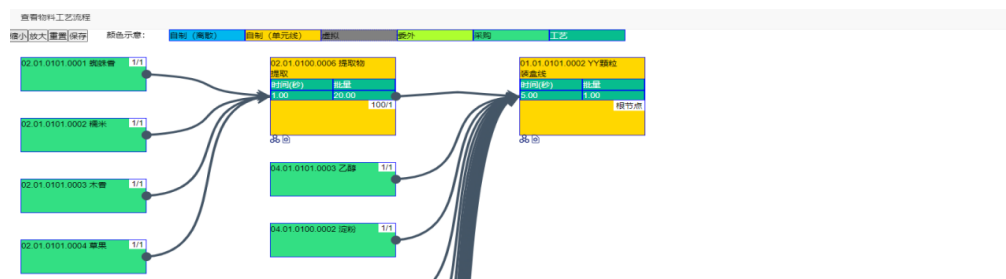 查看物料工艺流程
缩小 放大 重置 保存 颜色示意: 自制（离散） 自制（单元线） 虚拟 委外 采购 工艺
02.01.0101.0001 蜘蛛香 1/1
02.01.0101.0002 糯米 1/1
02.01.0101.0003 木香 1/1
02.01.0101.0004 草果 1/1
02.01.0100.0006 提取物
提取
时间(秒) 批量
1.00 20.00
100/1
04.01.0101.0003 乙醇 1/1
04.01.0100.0002 淀粉 1/1
01.01.0101.0002 YY颗粒
装盒线
时间(秒) 批量
5.00 1.00
根节点